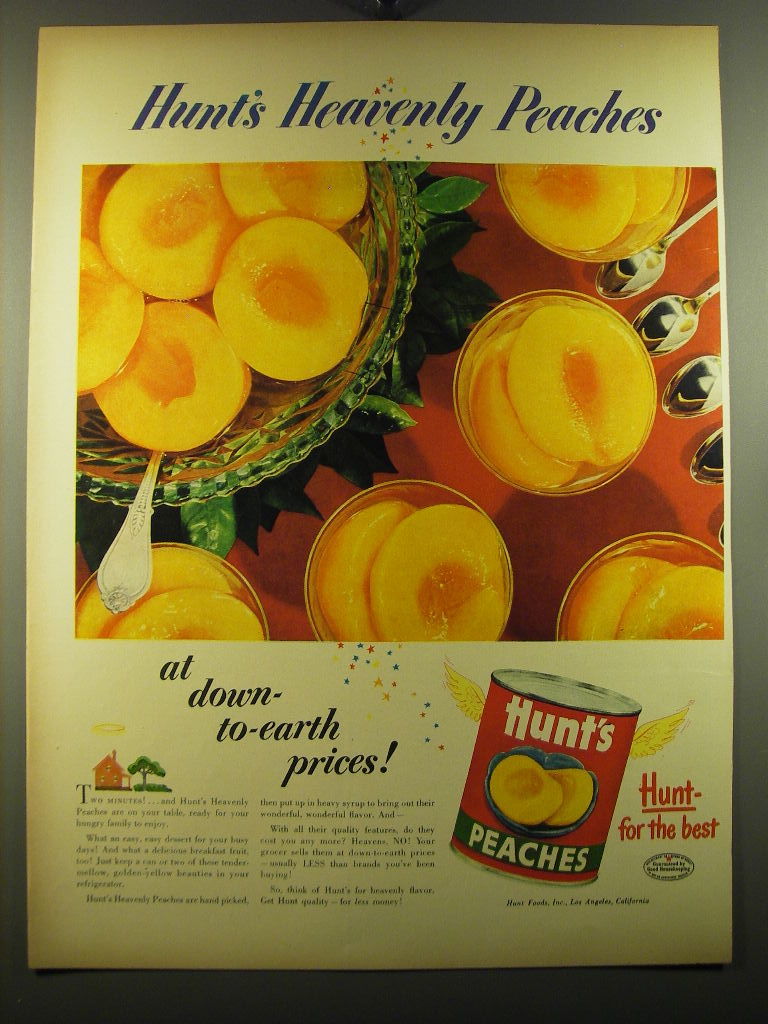 Hunt's Heavenly Peaches
at
down-
to-earth
prices!
TWO MINUTES! ...and Hunt's Heavenly
Peaches are on your table, ready for your
hungry family to enjoy.
What an easy, easy dessert for your busy
days! And what a delicious breakfast fruit,
too! Just keep a can or two of these tender-
mellow, golden-yellow beauties in your
refrigerator.
Hunt's Heavenly Peaches are hand picked,
then put up in heavy syrup to bring out their
wonderful, wonderful flavor. And—
With all their quality features, do they
cost you any more? Heavens, NO! Your
grocer sells them at down-to-earth prices
—usually LESS than brands you've been
buying!
So, think of Hunt's for heavenly flavor.
Get Hunt quality—for less money!
Hunt's
PEACHES
Hunt-
for the best
Guaranteed by
Good Housekeeping
Hunt Foods, Inc., Los Angeles, California